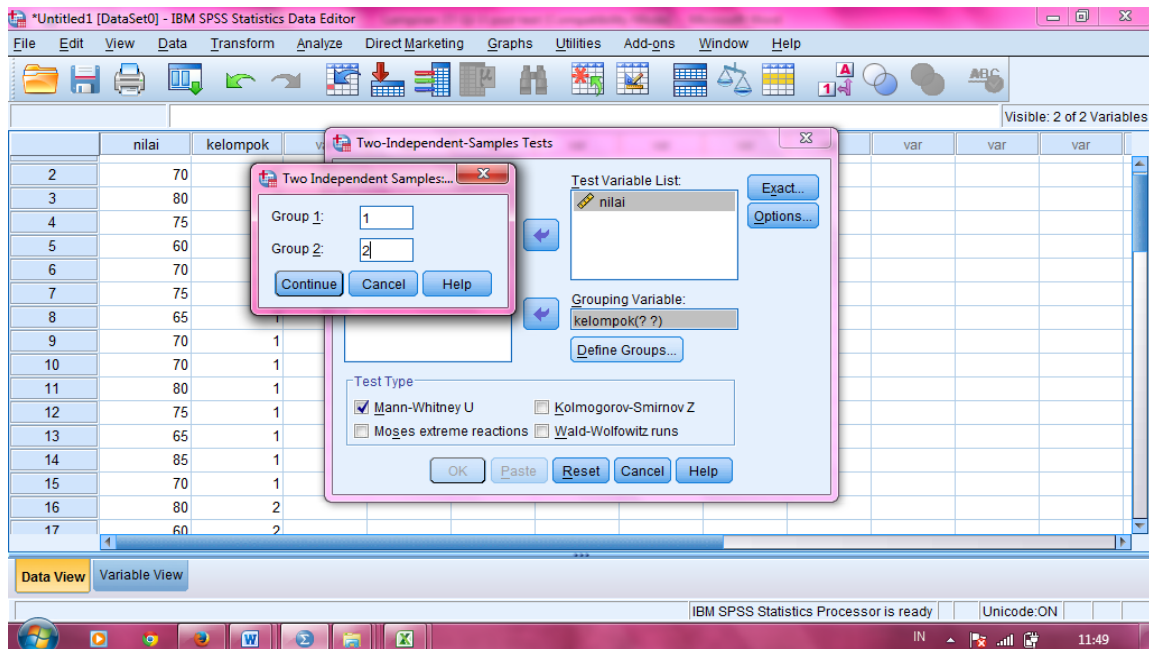 *Untitled1 [DataSet0] - IBM SPSS Statistics Data Editor
File Edit View Data Transform Analyze Direct Marketing Graphs Utilities Add-ons Window Help
Visible: 2 of 2 Variables
nilai kelompok var var var
2 70
3 80
4 75
5 60
6 70
7 75
8 65 1
9 70 1
10 70 1
11 80 1
12 75 1
13 65 1
14 85 1
15 70 1
16 80 2
17 60 2
Two-Independent-Samples Tests
Test Variable List:
nilai
Exact...
Options...
Grouping Variable:
kelompok(? ?)
Define Groups...
Test Type
Mann-Whitney U Kolmogorov-Smirnov Z
Moses extreme reactions Wald-Wolfowitz runs
OK Paste Reset Cancel Help
Two Independent Samples:...
Group 1: 1
Group 2: 2
Continue Cancel Help
Data View Variable View
IBM SPSS Statistics Processor is ready Unicode:ON
IN 11:49